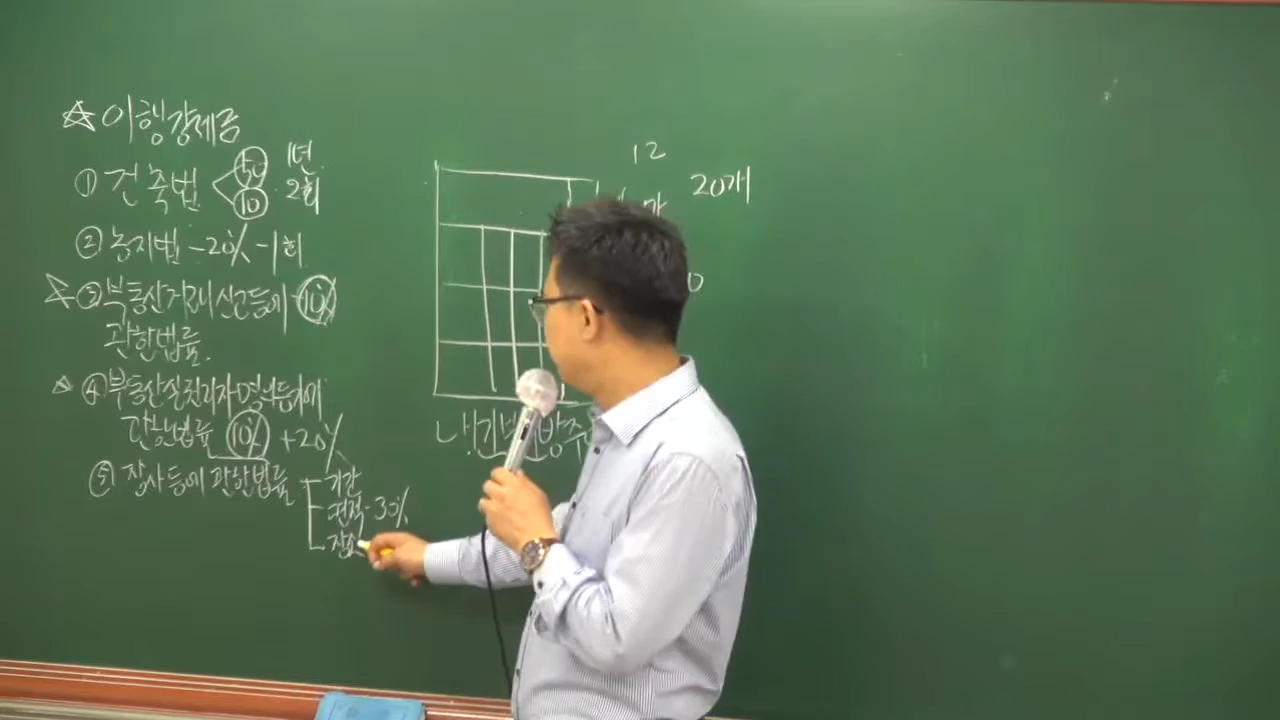 ☆ 이행강제금
① 건축법 < 50 10 1년 2회
② 농지법 - 20% - 1회
☆ ③ 부동산거래신고등에 - 10%
관한법률.
④ 부동산실권리자명의등기에
관한법률 10% + 20%
⑤ 장사등에관한법률
기간
면적 - 30%
장소
12
20개
0